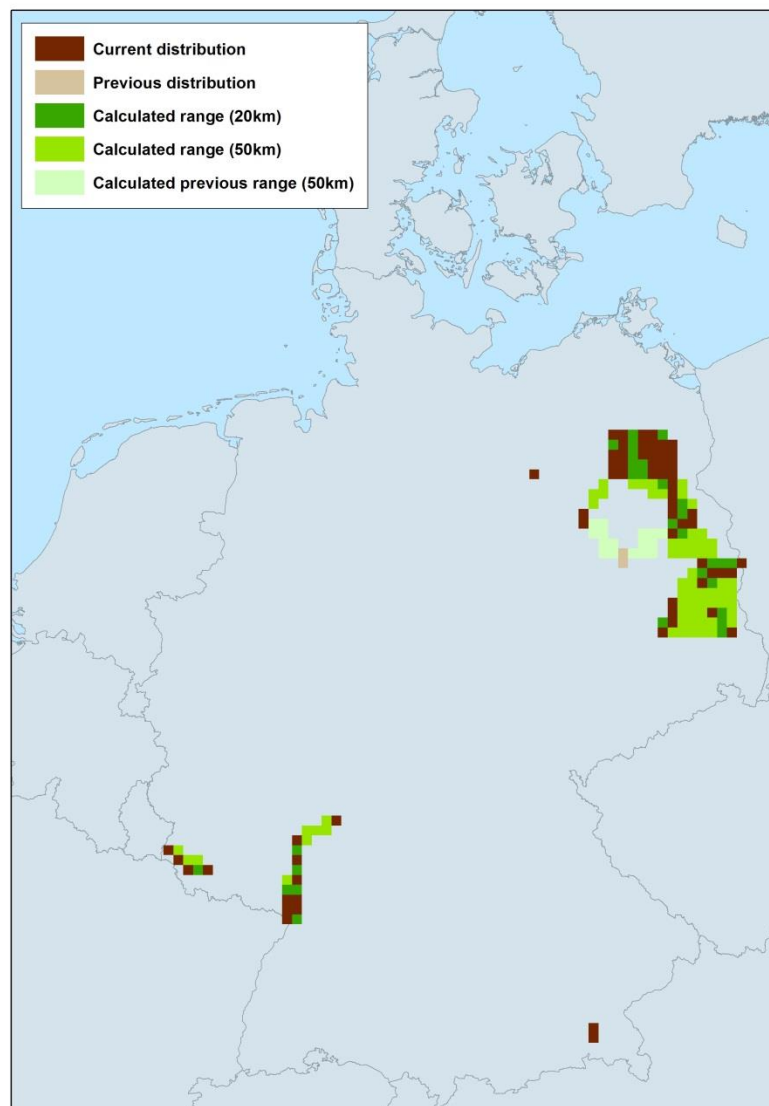 Current distribution
Previous distribution
Calculated range (20km)
Calculated range (50km)
Calculated previous range (50km)